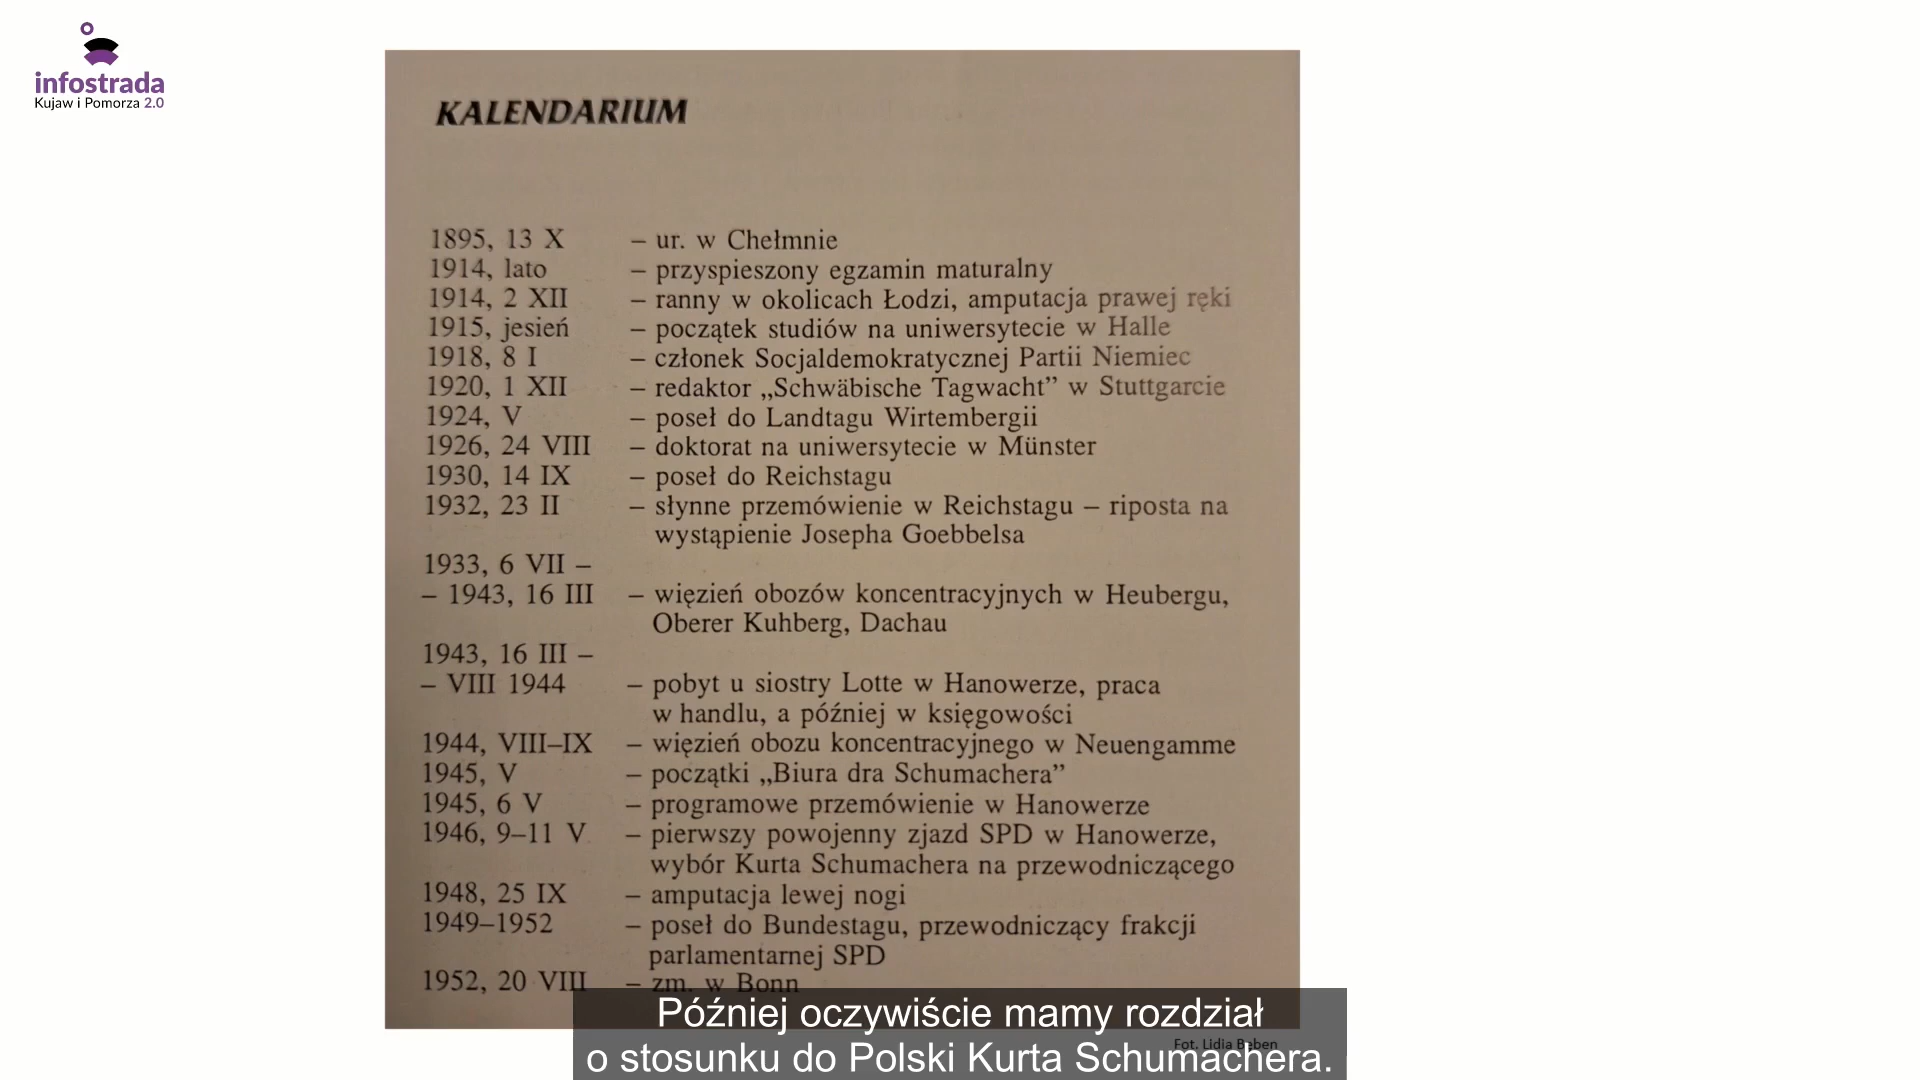 infostrada
Kujaw i Pomorza 2.0
KALENDARIUM
1895, 13 X – ur. w Chełmnie
1914, lato – przyspieszony egzamin maturalny
1914, 2 XII – ranny w okolicach Łodzi, amputacja prawej ręki
1915, jesień – początek studiów na uniwersytecie w Halle
1918, 8 I – członek Socjaldemokratycznej Partii Niemiec
1920, 1 XII – redaktor „Schwäbische Tagwacht” w Stuttgarcie
1924, V – poseł do Landtagu Wirtembergii
1926, 24 VIII – doktorat na uniwersytecie w Münster
1930, 14 IX – poseł do Reichstagu
1932, 23 II – słynne przemówienie w Reichstagu – riposta na
wystąpienie Josepha Goebbelsa
1933, 6 VII –
– 1943, 16 III – więzień obozów koncentracyjnych w Heubergu,
Oberer Kuhberg, Dachau
1943, 16 III –
– VIII 1944 – pobyt u siostry Lotte w Hanowerze, praca
w handlu, a później w księgowości
1944, VIII–IX – więzień obozu koncentracyjnego w Neuengamme
1945, V – początki „Biura dra Schumachera”
1945, 6 V – programowe przemówienie w Hanowerze
1946, 9–11 V – pierwszy powojenny zjazd SPD w Hanowerze,
wybór Kurta Schumachera na przewodniczącego
1948, 25 IX – amputacja lewej nogi
1949–1952 – poseł do Bundestagu, przewodniczący frakcji
parlamentarnej SPD
1952, 20 VIII – zm. w Bonn
Później oczywiście mamy rozdział
o stosunku do Polski Kurta Schumachera.
Fot. Lidia